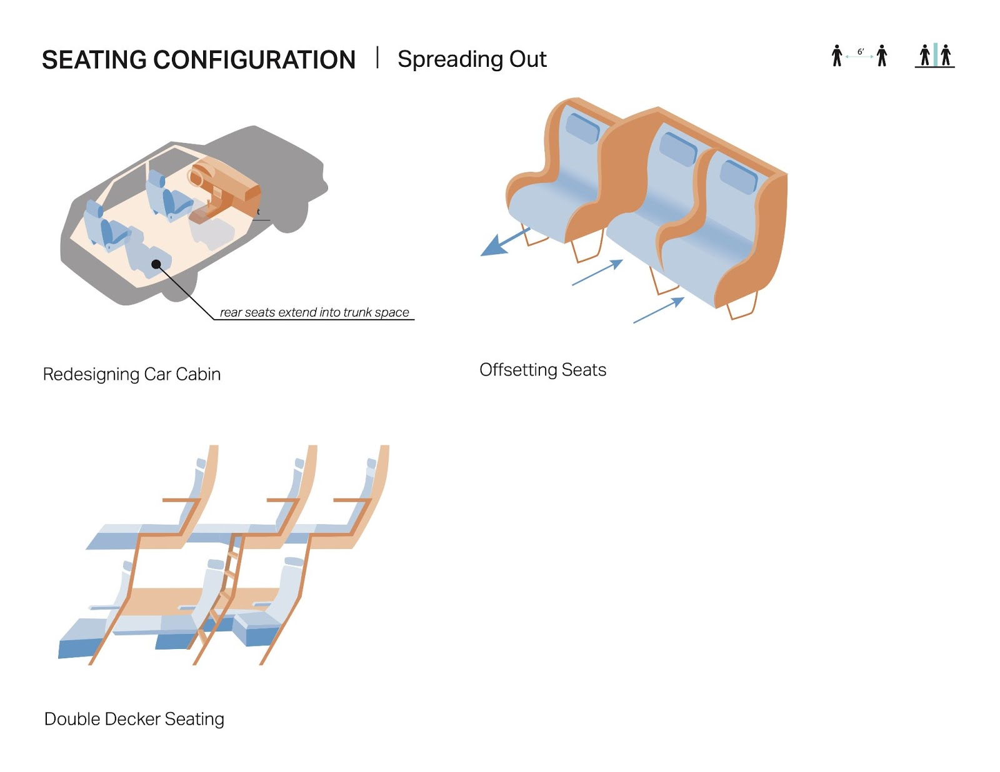 SEATING CONFIGURATION | Spreading Out
6'
t
rear seats extend into trunk space
Redesigning Car Cabin
Offsetting Seats
Double Decker Seating